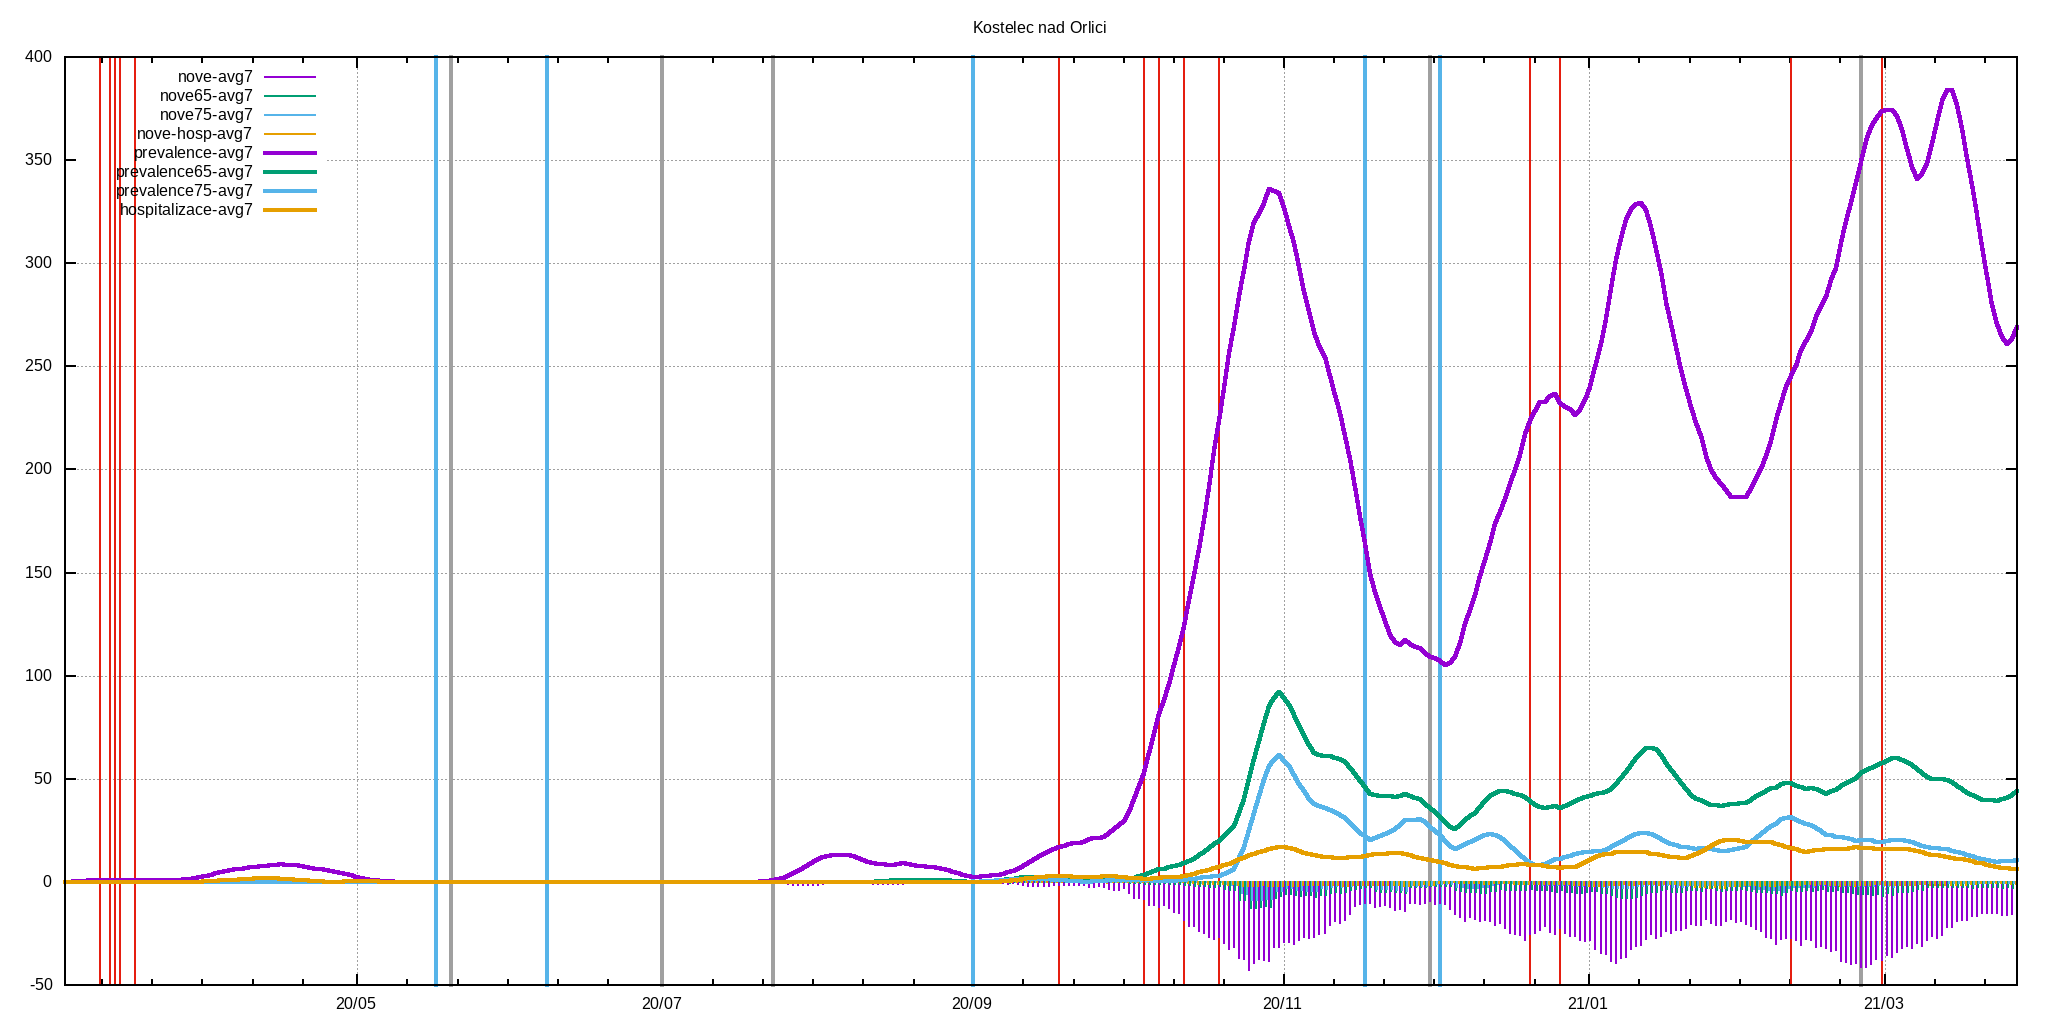 Kostelec nad Orlici
400
350
300
250
200
150
100
50
0
-50
nove-avg7
nove65-avg7
nove75-avg7
nove-hosp-avg7
prevalence-avg7
prevalence65-avg7
prevalence75-avg7
hospitalizace-avg7
20/05 20/07 20/09 20/11 21/01 21/03